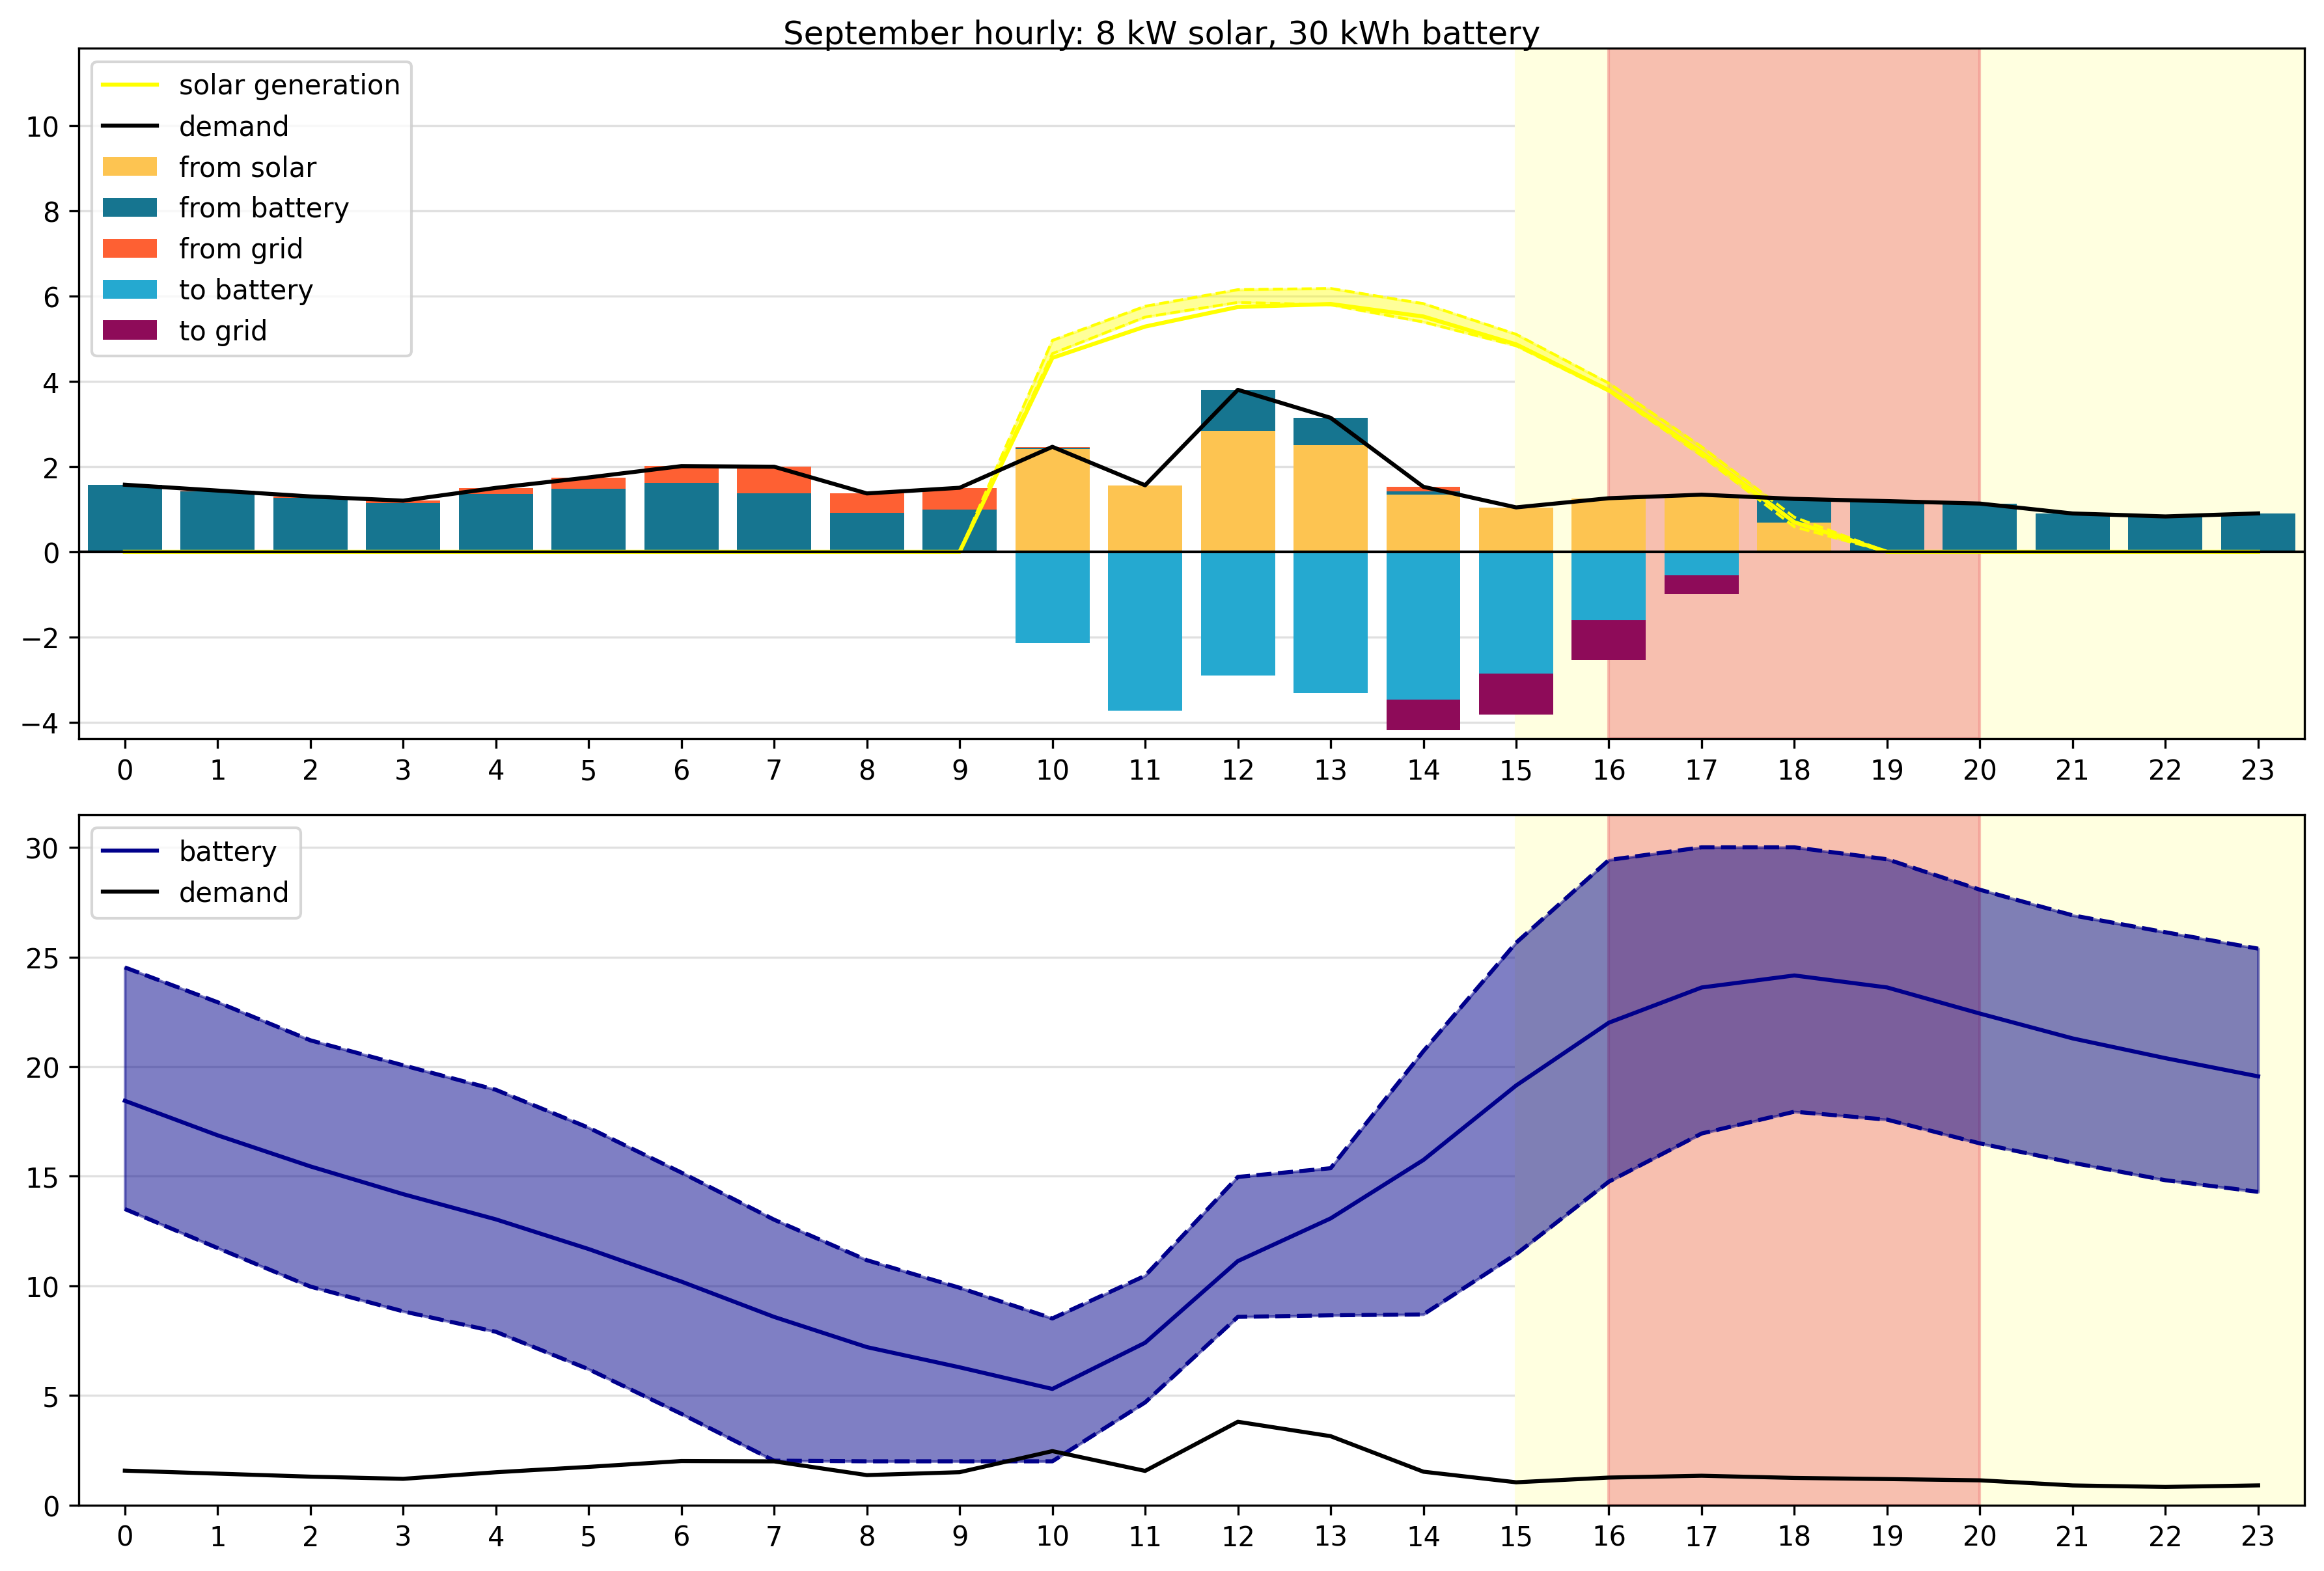 September hourly: 8 kW solar, 30 kWh battery
solar generation
demand
from solar
from battery
from grid
to battery
to grid
10
8
6
4
2
0
−2
−4
0 1 2 3 4 5 6 7 8 9 10 11 12 13 14 15 16 17 18 19 20 21 22 23
battery
demand
30
25
20
15
10
5
0
0 1 2 3 4 5 6 7 8 9 10 11 12 13 14 15 16 17 18 19 20 21 22 23